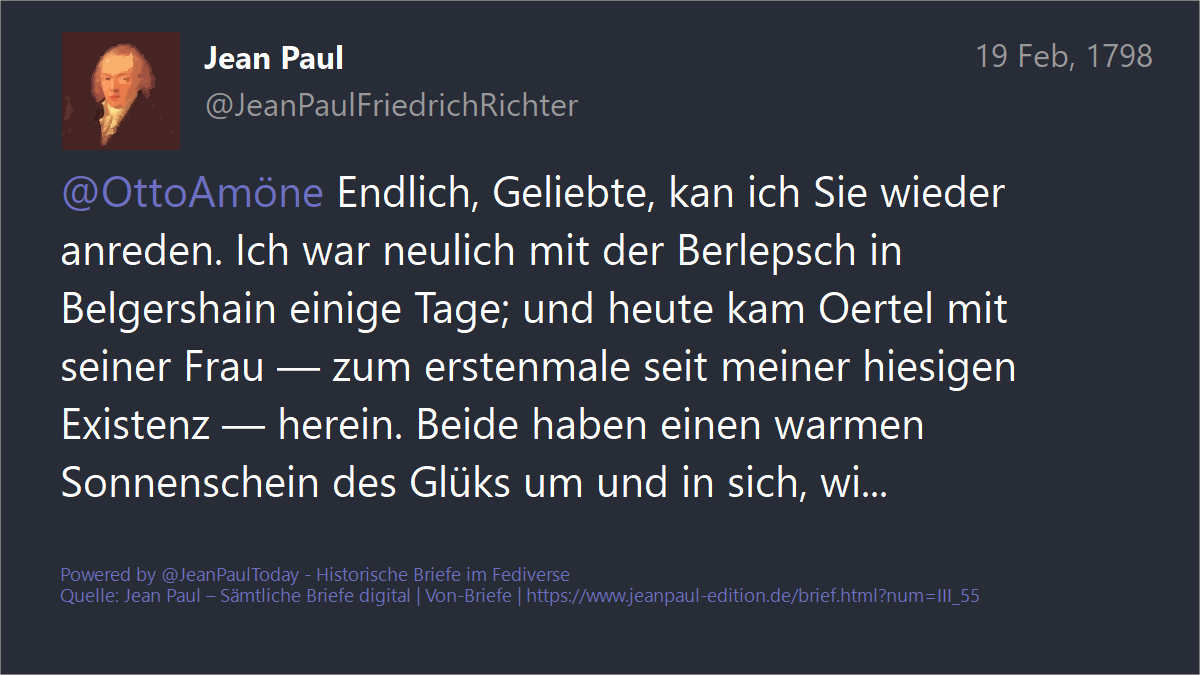 Jean Paul
19 Feb, 1798
@JeanPaulFriedrichRichter
@OttoAmöne Endlich, Geliebte, kan ich Sie wieder
anreden. Ich war neulich mit der Berlepsch in
Belgershain einige Tage; und heute kam Oertel mit
seiner Frau — zum erstenmale seit meiner hiesigen
Existenz — herein. Beide haben einen warmen
Sonnenschein des Glüks um und in sich, wi...
Powered by @JeanPaulToday - Historische Briefe im Fediverse
Quelle: Jean Paul – Sämtliche Briefe digital | Von-Briefe | https://www.jeanpaul-edition.de/brief.html?num=III_55